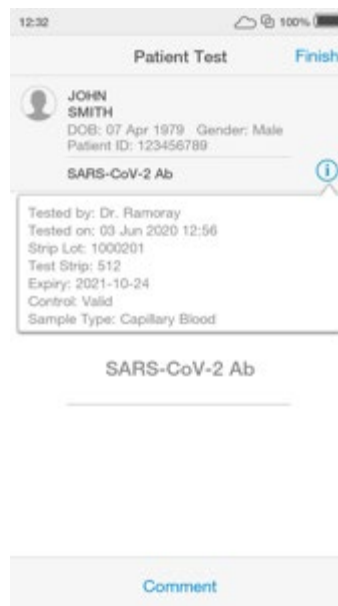 12:32 100%
Patient Test Finish
JOHN
SMITH
DOB: 07 Apr 1979 Gender: Male
Patient ID: 123456789
SARS-CoV-2 Ab
Tested by: Dr. Ramoray
Tested on: 03 Jun 2020 12:56
Strip Lot: 1000201
Test Strip: 512
Expiry: 2021-10-24
Control: Valid
Sample Type: Capillary Blood
SARS-CoV-2 Ab
Comment